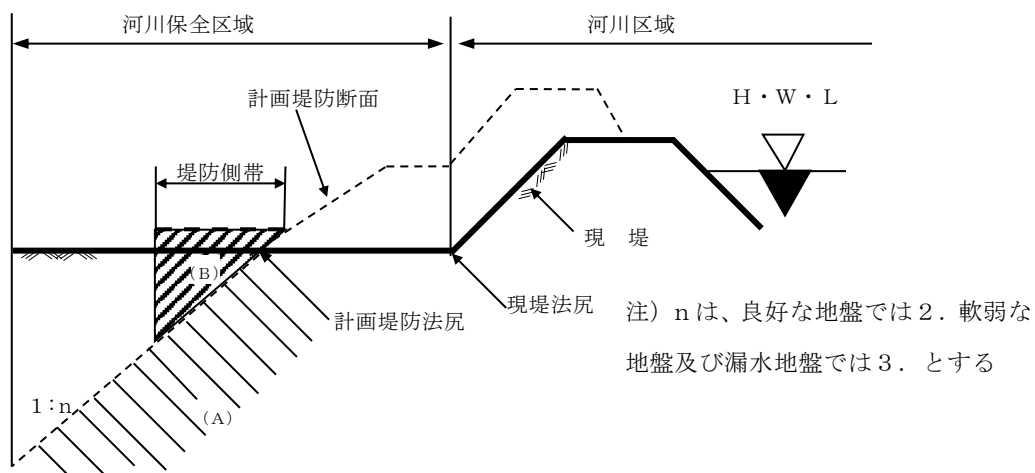 河川保全区域
河川区域
計画堤防断面
H・W・L
堤防側帯
現 堤
(B)
計画堤防法尻
現堤法尻
注）nは、良好な地盤では2．軟弱な
地盤及び漏水地盤では3．とする
1:n
(A)